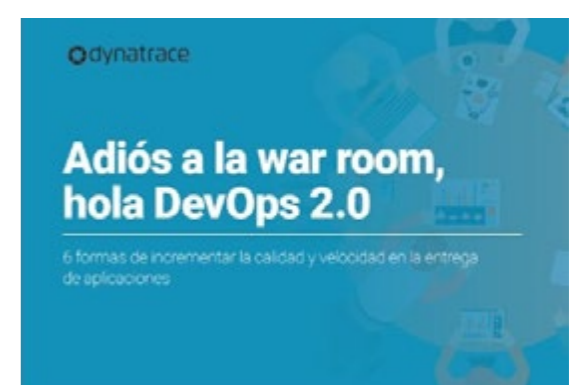 dynatrace
Adiós a la war room,
hola DevOps 2.0
6 formas de incrementar la calidad y velocidad en la entrega
de aplicaciones